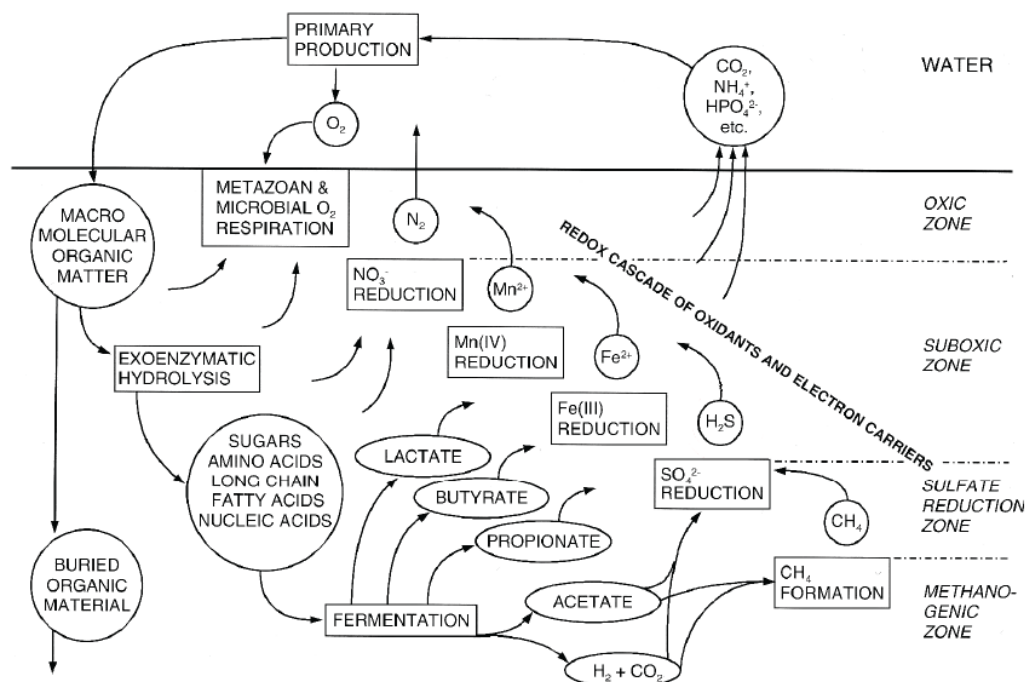 PRIMARY
PRODUCTION
CO₂,
NH₄⁺,
HPO₄²⁻,
etc.
WATER
O₂
MACRO
MOLECULAR
ORGANIC
MATTER
METAZOAN &
MICROBIAL O₂
RESPIRATION
N₂
OXIC
ZONE
REDOX CASCADE OF OXIDANTS AND ELECTRON CARRIERS
NO₃⁻
REDUCTION
Mn²⁺
EXOENZYMATIC
HYDROLYSIS
Mn(IV)
REDUCTION
Fe²⁺
SUBOXIC
ZONE
Fe(III)
REDUCTION
H₂S
SUGARS
AMINO ACIDS
LONG CHAIN
FATTY ACIDS
NUCLEIC ACIDS
LACTATE
BUTYRATE
PROPIONATE
SO₄²⁻
REDUCTION
CH₄
SULFATE
REDUCTION
ZONE
BURIED
ORGANIC
MATERIAL
FERMENTATION
ACETATE
H₂ + CO₂
CH₄
FORMATION
METHANO-
GENIC
ZONE